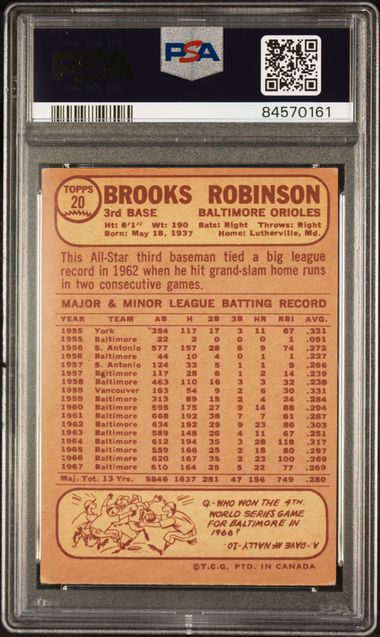 PSA
PSA
84570161
TOPPS
20
BROOKS ROBINSON
3rd BASE BALTIMORE ORIOLES
Ht: 6'1" Wt: 190 Bats: Right Throws: Right
Born: May 18, 1937 Home: Lutherville, Md.
This All-Star third baseman tied a big league
record in 1962 when he hit grand-slam home runs
in two consecutive games.
MAJOR & MINOR LEAGUE BATTING RECORD
YEAR TEAM AB H 2B 3B HR RBI AVG.
1955 York 354 117 17 3 11 67 .331
1955 Baltimore 22 2 0 0 0 1 .091
1956 S. Antonio 577 157 28 6 9 74 .272
1956 Baltimore 44 10 4 0 1 1 .227
1957 S. Antonio 124 33 5 1 1 9 .266
1957 Baltimore 117 28 6 1 2 14 .239
1958 Baltimore 463 110 16 3 3 32 .238
1959 Vancouver 163 54 9 2 6 30 .331
1959 Baltimore 313 89 15 2 4 24 .284
1960 Baltimore 595 175 27 9 14 88 .294
1961 Baltimore 668 192 38 7 7 61 .287
1962 Baltimore 634 192 29 9 23 86 .303
1963 Baltimore 589 148 26 4 11 67 .251
1964 Baltimore 612 194 35 3 28 118 .317
1965 Baltimore 559 166 25 2 18 80 .297
1966 Baltimore 620 167 35 2 23 100 .269
1967 Baltimore 610 164 25 5 22 77 .269
Maj. Tot. 13 Yrs. 5846 1637 281 47 156 749 .280
Q.-WHO WON THE 4TH.
WORLD SERIES GAME
FOR BALTIMORE IN
1966?
A.-DAVE McNALLY 1-0.
©T.C.G. PTD. IN CANADA